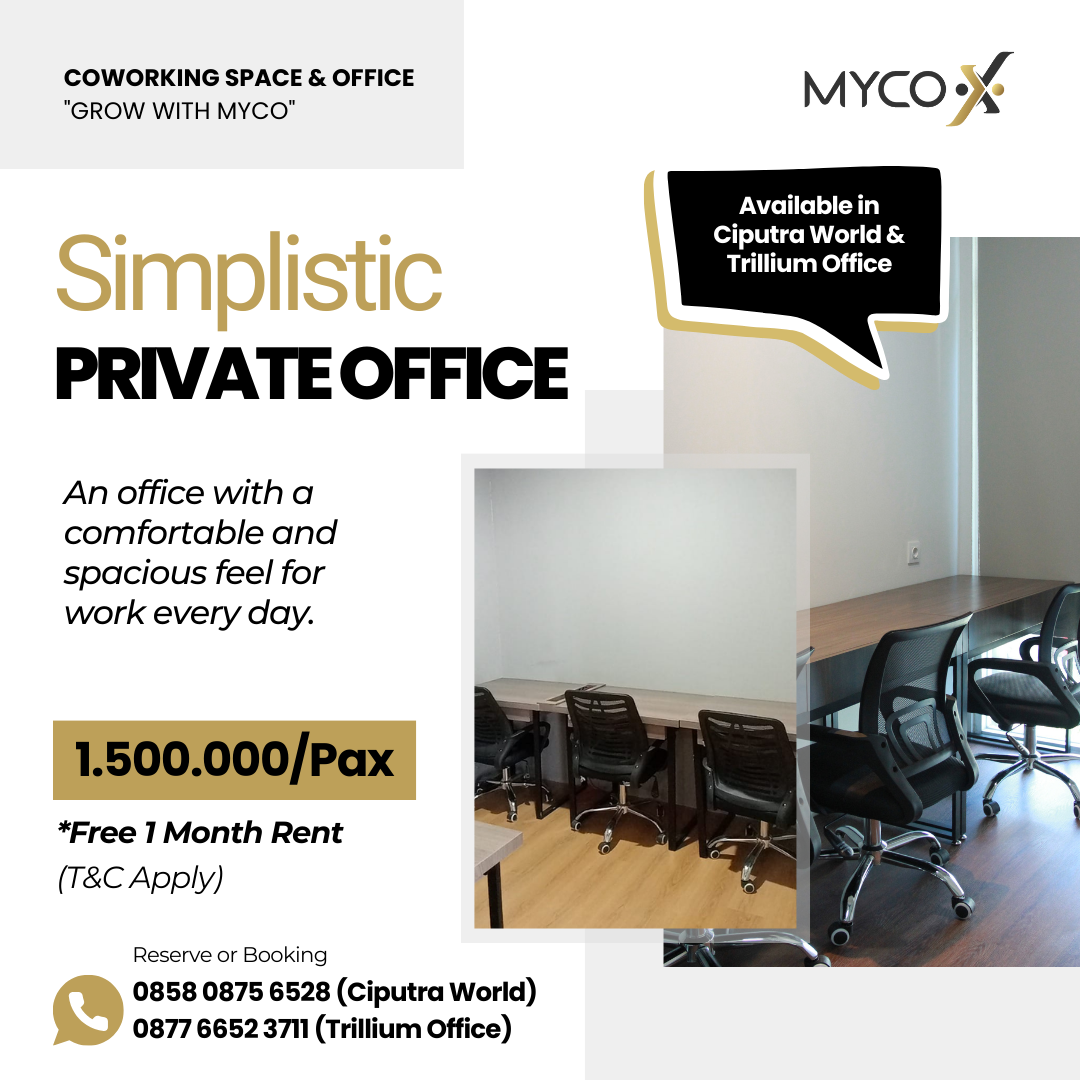 COWORKING SPACE & OFFICE
"GROW WITH MYCO"
MYCO X
Available in
Ciputra World &
Trillium Office
Simplistic
PRIVATE OFFICE
An office with a
comfortable and
spacious feel for
work every day.
1.500.000/Pax
*Free 1 Month Rent
(T&C Apply)
Reserve or Booking
0858 0875 6528 (Ciputra World)
0877 6652 3711 (Trillium Office)